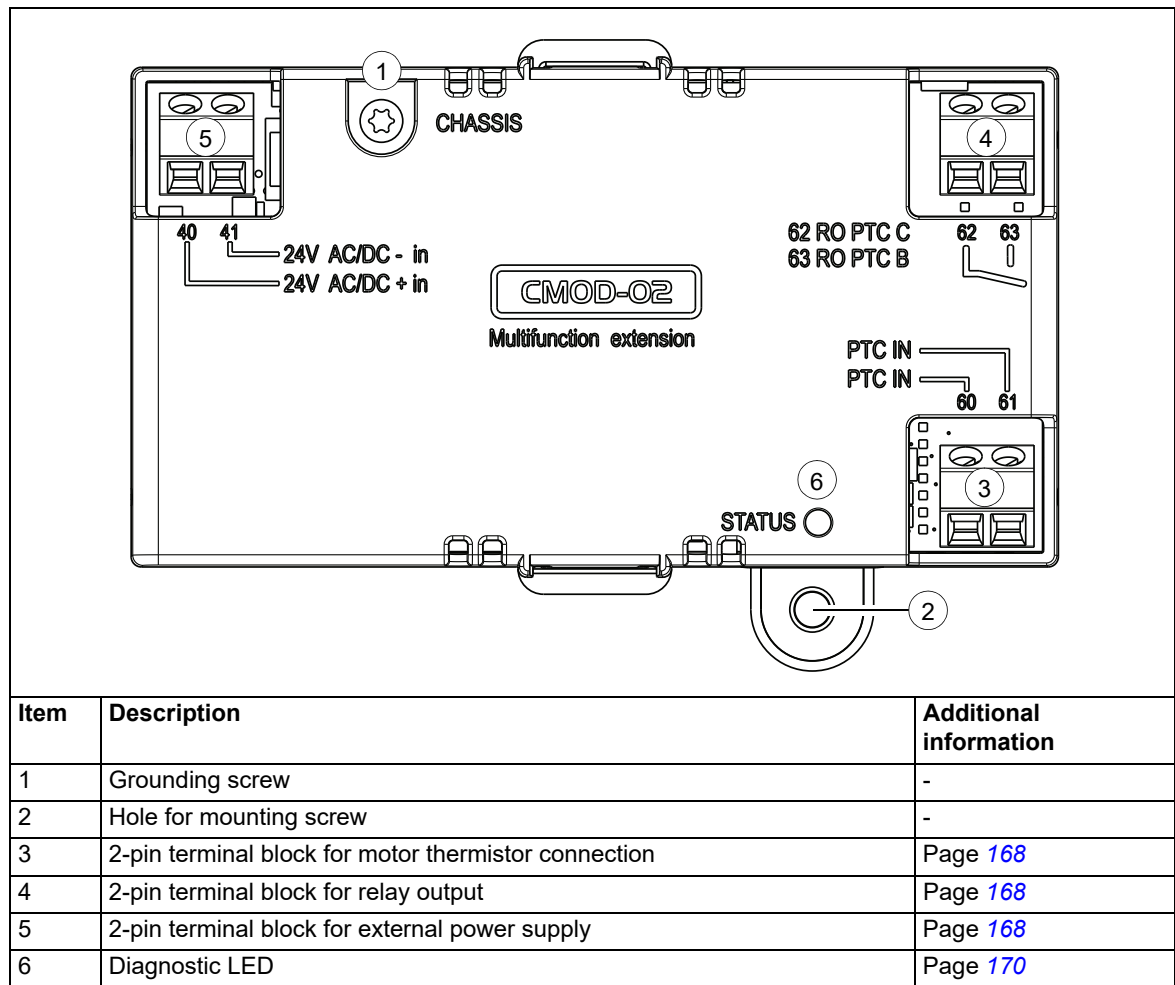 1
CHASSIS
5
4
40 41
24V AC/DC - in
24V AC/DC + in
62 RO PTC C
63 RO PTC B
62 63
CMOD-02
Multifunction extension
PTC IN
PTC IN
60 61
6
3
STATUS
2
Item Description Additional information
1 Grounding screw -
2 Hole for mounting screw -
3 2-pin terminal block for motor thermistor connection Page 168
4 2-pin terminal block for relay output Page 168
5 2-pin terminal block for external power supply Page 168
6 Diagnostic LED Page 170